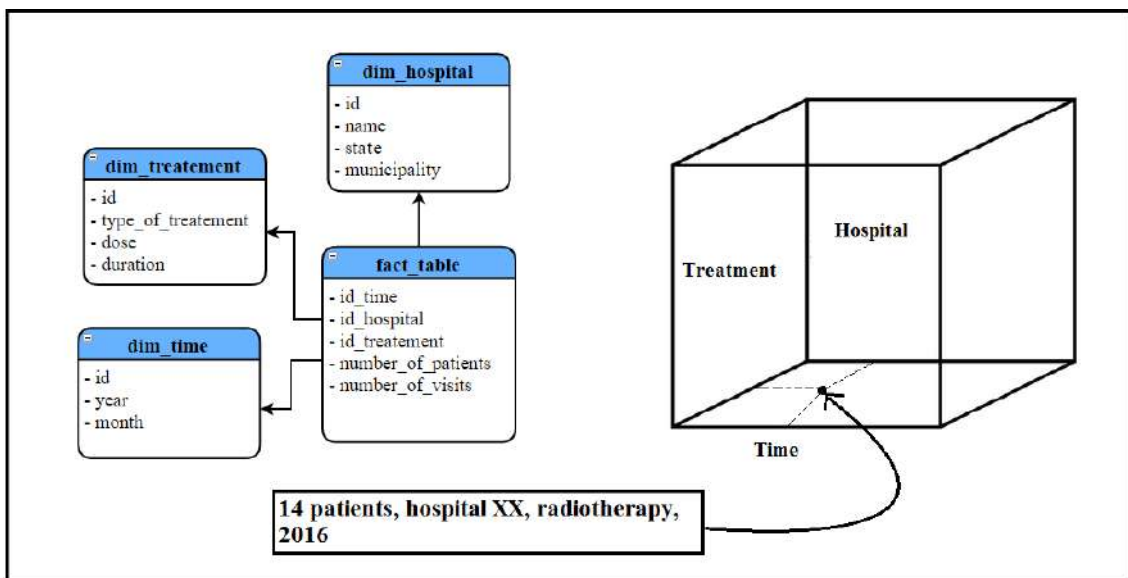 dim_hospital
- id
- name
- state
- municipality
dim_treatement
- id
- type_of_treatement
- dose
- duration
fact_table
- id_time
- id_hospital
- id_treatement
- number_of_patients
- number_of_visits
dim_time
- id
- year
- month
Hospital
Treatment
Time
14 patients, hospital XX, radiotherapy,
2016